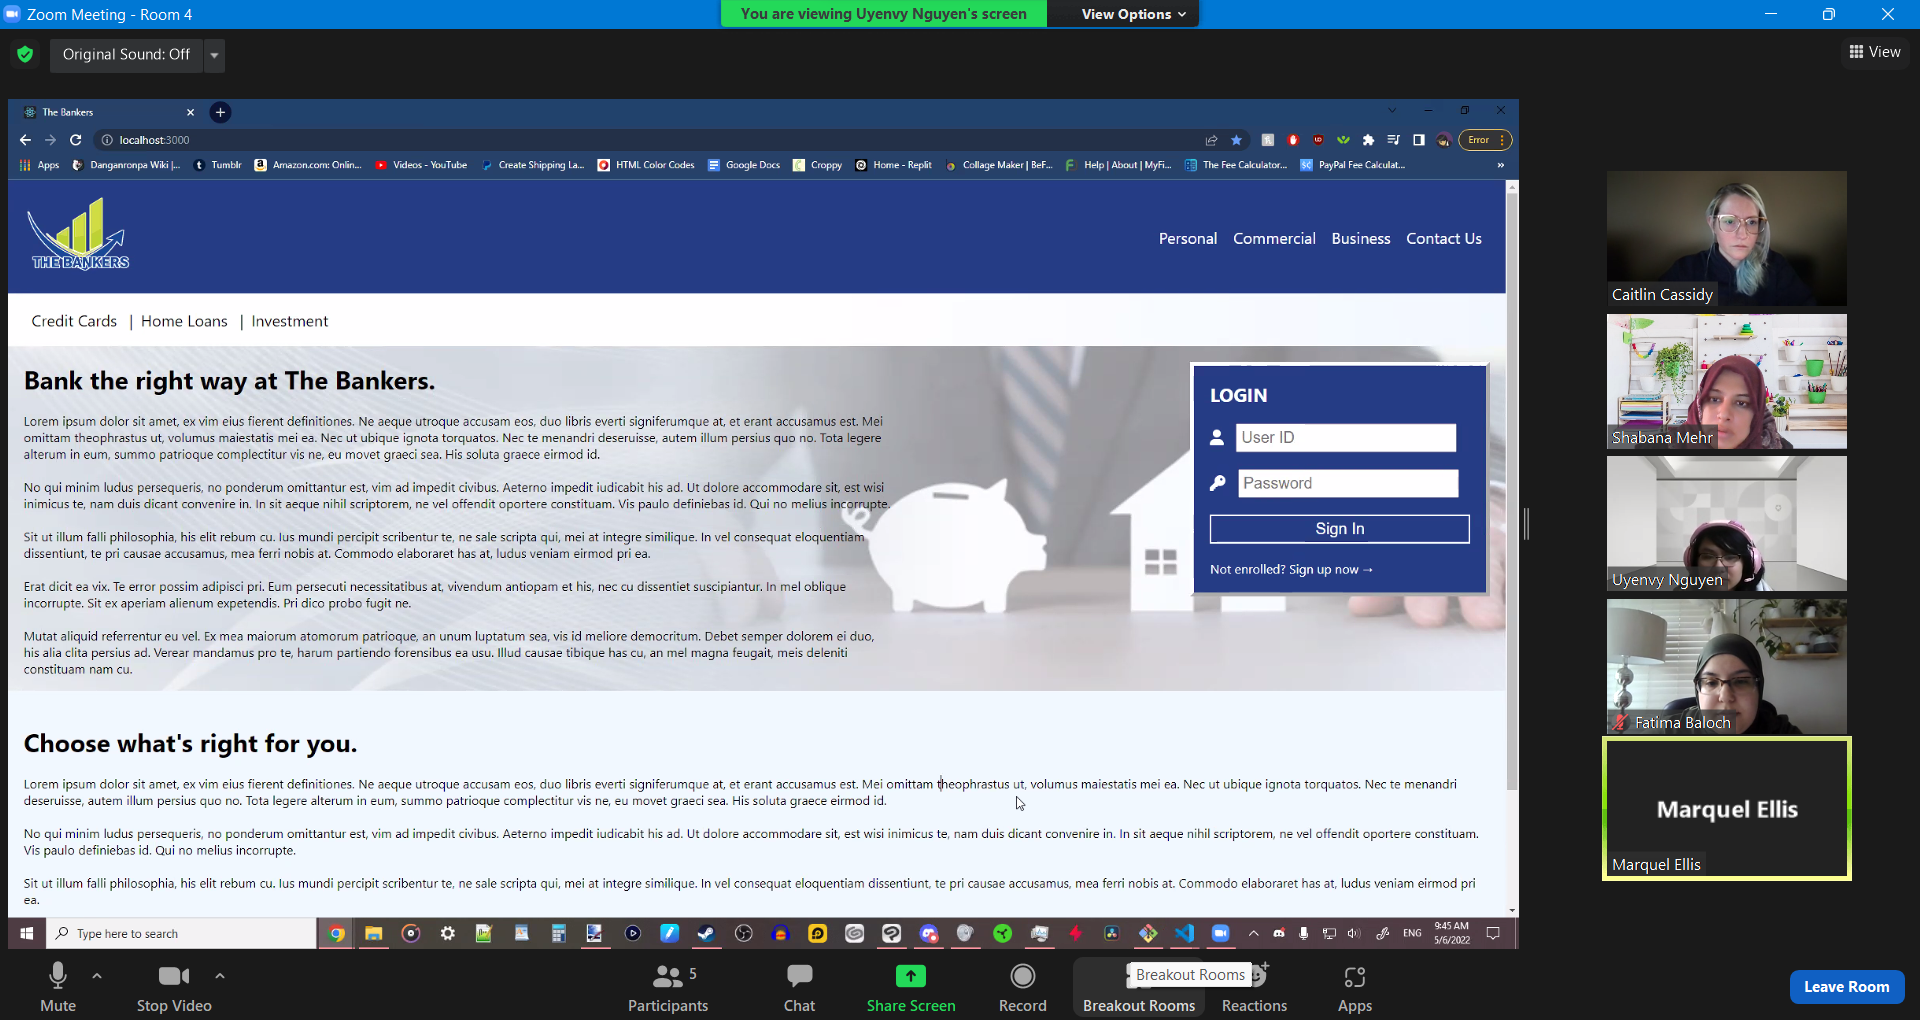 Zoom Meeting - Room 4
You are viewing Uyenvy Nguyen's screen
View Options
Original Sound: Off
View
The Bankers
localhost:3000
Error
Apps
Danganronpa Wiki |...
Tumblr
Amazon.com: Onlin...
Videos - YouTube
Create Shipping La...
HTML Color Codes
Google Docs
Croppy
Home - Replit
Collage Maker | BeF...
Help | About | MyFi...
The Fee Calculator...
PayPal Fee Calculat...
»
THE BANKERS
Personal Commercial Business Contact Us
Credit Cards | Home Loans | Investment
Bank the right way at The Bankers.
Lorem ipsum dolor sit amet, ex vim eius fierent definitiones. Ne aeque utroque accusam eos, duo libris everti signiferumque at, et erant accusamus est. Mei
omittam theophrastus ut, volumus maiestatis mei ea. Nec ut ubique ignota torquatos. Nec te menandri deseruisse, autem illum persius quo no. Tota legere
alterum in eum, summo patrioque complectitur vis ne, eu movet graeci sea. His soluta graece eirmod id.
No qui minim ludus persequeris, no ponderum omittantur est, vim ad impedit civibus. Aeterno impedit iudicabit his ad. Ut dolore accommodare sit, est wisi
inimicus te, nam duis dicant convenire in. In sit aeque nihil scriptorem, ne vel offendit oportere constituam. Vis paulo definiebas id. Qui no melius incorrupte.
Sit ut illum falli philosophia, his elit rebum cu. Ius mundi percipit scribentur te, ne sale scripta qui, mei at integre similique. In vel consequat eloquentiam
dissentiunt, te pri causae accusamus, mea ferri nobis at. Commodo elaboraret has at, ludus veniam eirmod pri ea.
Erat dicit ea vix. Te error possim adipisci pri. Eum persecuti necessitatibus at, vivendum antiopam et his, nec cu dissentiet suscipiantur. In mel oblique
incorrupte. Sit ex aperiam alienum expetendis. Pri dico probo fugit ne.
Mutat aliquid referrentur eu vel. Ex mea maiorum atomorum patrioque, an unum luptatum sea, vis id meliore democritum. Debet semper dolorem ei duo,
his alia clita persius ad. Verear mandamus pro te, harum partiendo forensibus ea usu. Illud causae tibique has cu, an mel magna feugait, meis deleniti
constituam nam cu.
LOGIN
User ID
Password
Sign In
Not enrolled? Sign up now →
Choose what's right for you.
Lorem ipsum dolor sit amet, ex vim eius fierent definitiones. Ne aeque utroque accusam eos, duo libris everti signiferumque at, et erant accusamus est. Mei omittam theophrastus ut, volumus maiestatis mei ea. Nec ut ubique ignota torquatos. Nec te menandri
deseruisse, autem illum persius quo no. Tota legere alterum in eum, summo patrioque complectitur vis ne, eu movet graeci sea. His soluta graece eirmod id.
No qui minim ludus persequeris, no ponderum omittantur est, vim ad impedit civibus. Aeterno impedit iudicabit his ad. Ut dolore accommodare sit, est wisi inimicus te, nam duis dicant convenire in. In sit aeque nihil scriptorem, ne vel offendit oportere constituam.
Vis paulo definiebas id. Qui no melius incorrupte.
Sit ut illum falli philosophia, his elit rebum cu. Ius mundi percipit scribentur te, ne sale scripta qui, mei at integre similique. In vel consequat eloquentiam dissentiunt, te pri causae accusamus, mea ferri nobis at. Commodo elaboraret has at, ludus veniam eirmod pri
ea.
Type here to search
ENG
9:45 AM
5/6/2022
Caitlin Cassidy
Shabana Mehr
Uyenvy Nguyen
Fatima Baloch
Marquel Ellis
Marquel Ellis
Mute
Stop Video
5
Participants
Chat
Share Screen
Record
Breakout Rooms
Breakout Rooms
Reactions
Apps
Leave Room